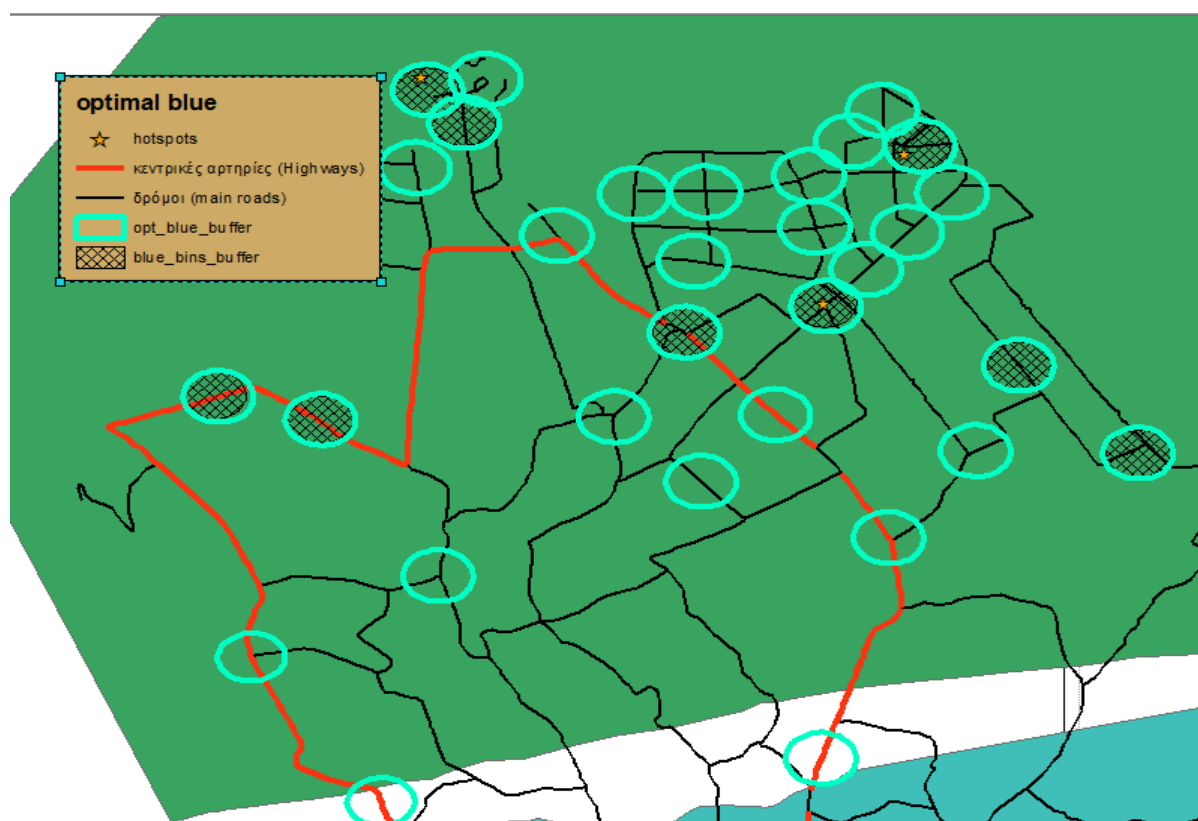 optimal blue
hotspots
κεντρικές αρτηρίες (Highways)
δρόμοι (main roads)
opt_blue_buffer
blue_bins_buffer